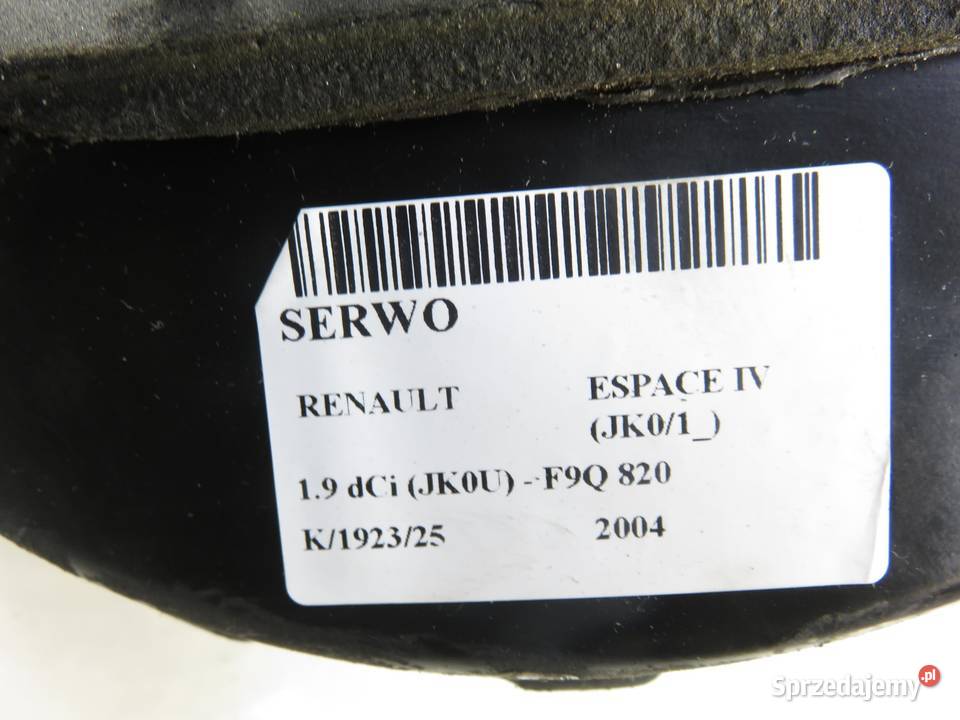 SERWO
RENAULT ESPACE IV
(JK0/1_)
1.9 dCi (JK0U) - F9Q 820
K/1923/25 2004
Sprzedajemy.pl